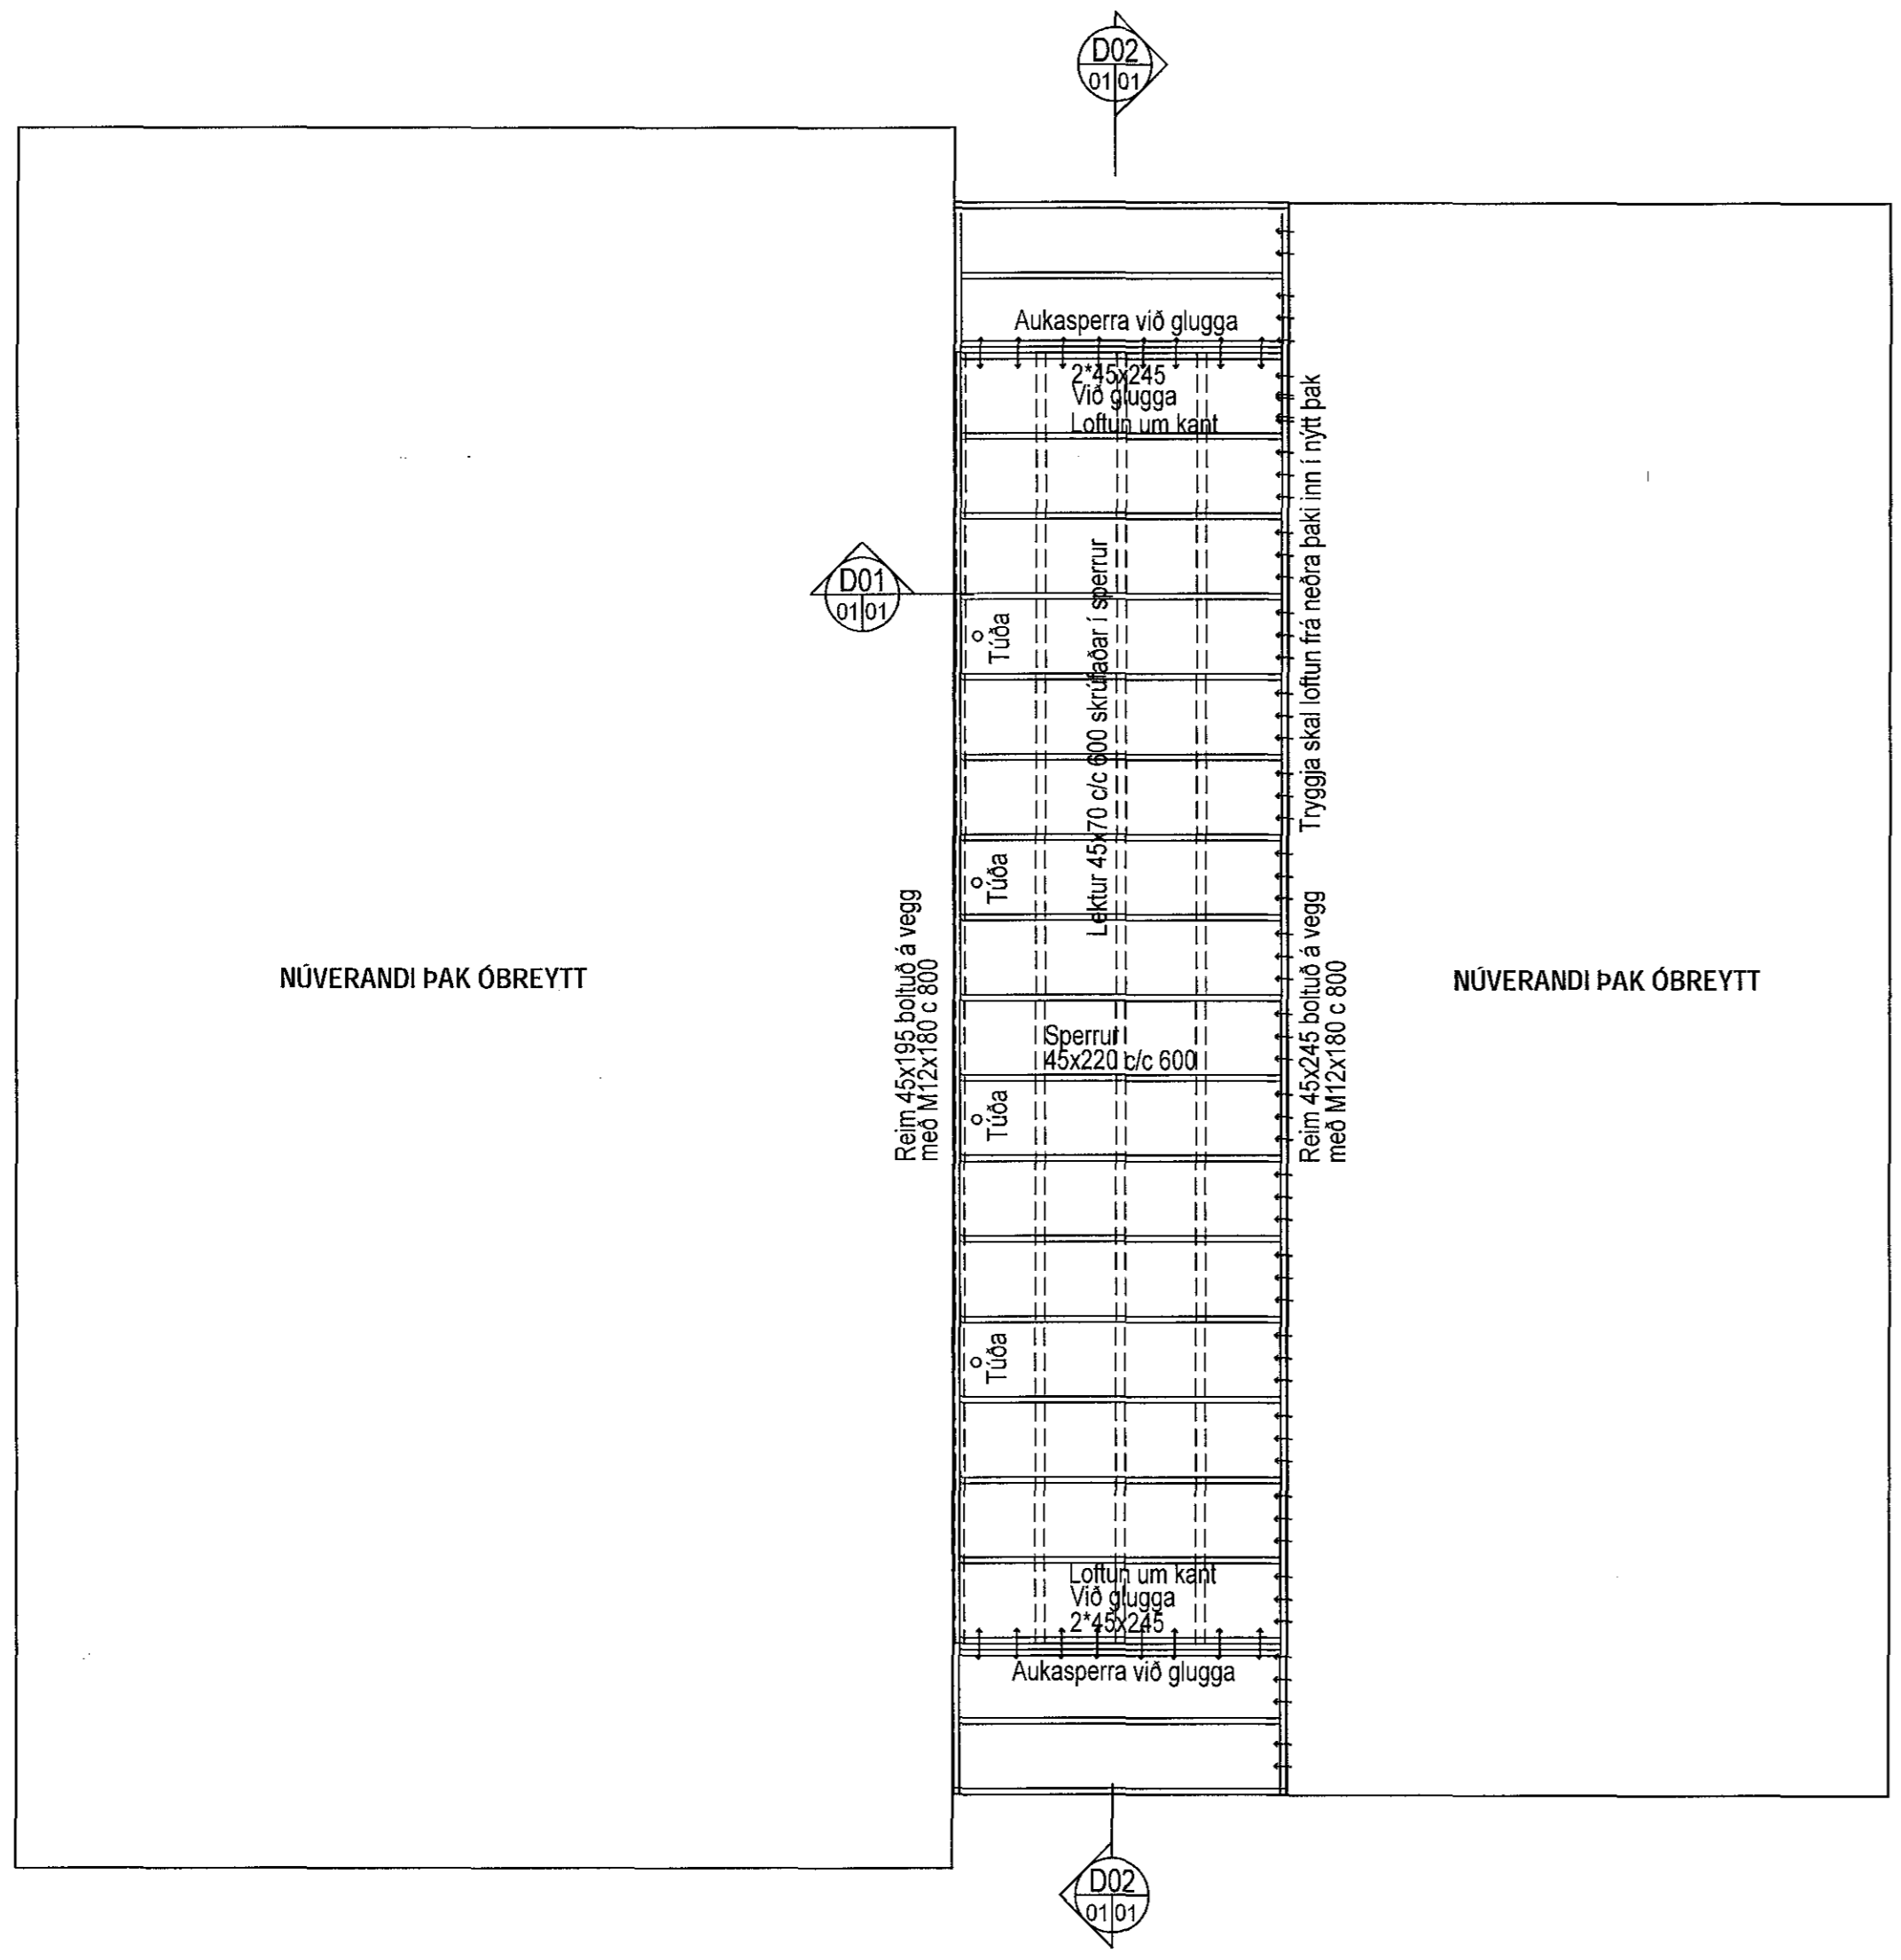 D02
01 01
Aukasperra við glugga
2*45x245
Við glugga
Loftun um kant
Tryggja skal loftun frá neðra þaki inn í nýtt þak
D01
01 01
Túða
Lektur 45x70 c/c 600 skrúfaðar í sperrur
Túða
Reim 45x195 boltuð á vegg
með M12x180 c 800
Reim 45x245 boltuð á vegg
með M12x180 c 800
NÚVERANDI ÞAK ÓBREYTT
NÚVERANDI ÞAK ÓBREYTT
Sperrur
45x220 c/c 600
Túða
Túða
Loftun um kant
Við glugga
2*45x245
Aukasperra við glugga
D02
01 01